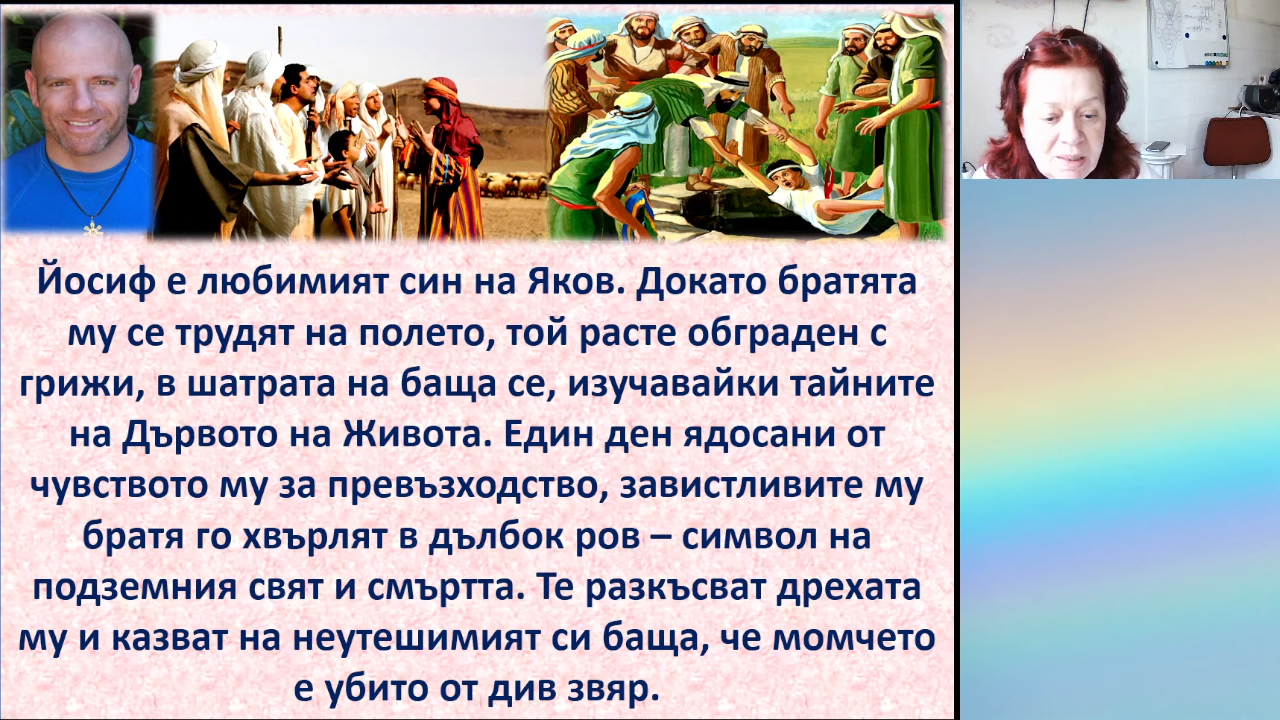 Йосиф е любимият син на Яков. Докато братята
му се трудят на полето, той расте обграден с
грижи, в шатрата на баща се, изучавайки тайните
на Дървото на Живота. Един ден ядосани от
чувството му за превъзходство, завистливите му
братя го хвърлят в дълбок ров – символ на
подземния свят и смъртта. Те разкъсват дрехата
му и казват на неутешимият си баща, че момчето
е убито от див звяр.